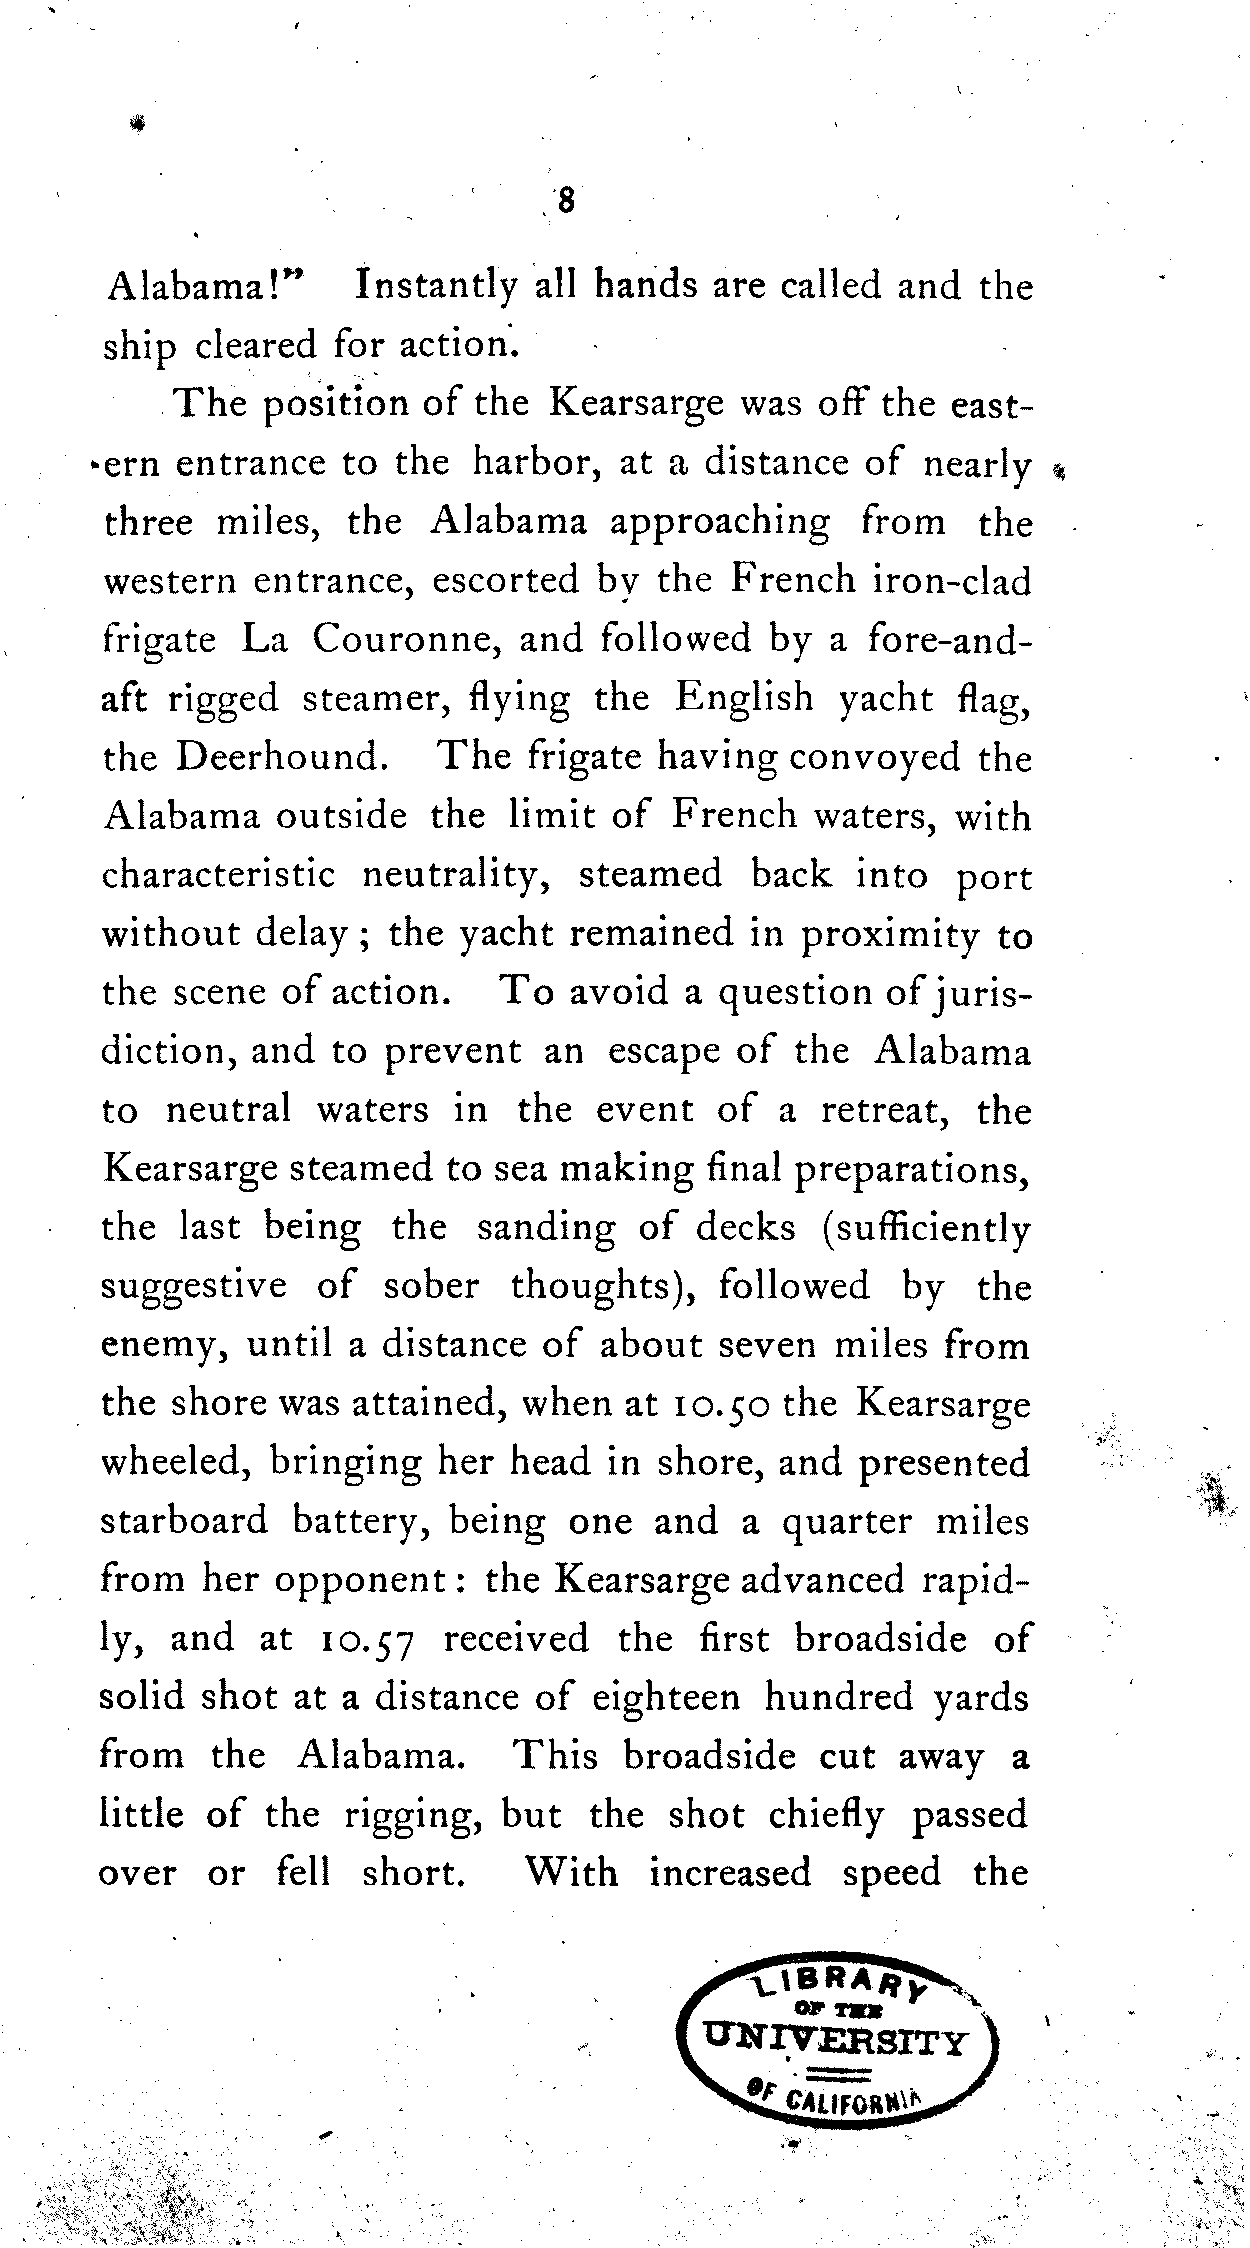 8
Alabama!" Instantly all hands are called and the
ship cleared for action.
The position of the Kearsarge was off the east-
ern entrance to the harbor, at a distance of nearly
three miles, the Alabama approaching from the
western entrance, escorted by the French iron-clad
frigate La Couronne, and followed by a fore-and-
aft rigged steamer, flying the English yacht flag,
the Deerhound. The frigate having convoyed the
Alabama outside the limit of French waters, with
characteristic neutrality, steamed back into port
without delay ; the yacht remained in proximity to
the scene of action. To avoid a question of juris-
diction, and to prevent an escape of the Alabama
to neutral waters in the event of a retreat, the
Kearsarge steamed to sea making final preparations,
the last being the sanding of decks (sufficiently
suggestive of sober thoughts), followed by the
enemy, until a distance of about seven miles from
the shore was attained, when at 10.50 the Kearsarge
wheeled, bringing her head in shore, and presented
starboard battery, being one and a quarter miles
from her opponent : the Kearsarge advanced rapid-
ly, and at 10.57 received the first broadside of
solid shot at a distance of eighteen hundred yards
from the Alabama. This broadside cut away a
little of the rigging, but the shot chiefly passed
over or fell short. With increased speed the
LIBRARY
OF THE
UNIVERSITY
OF CALIFORNIA